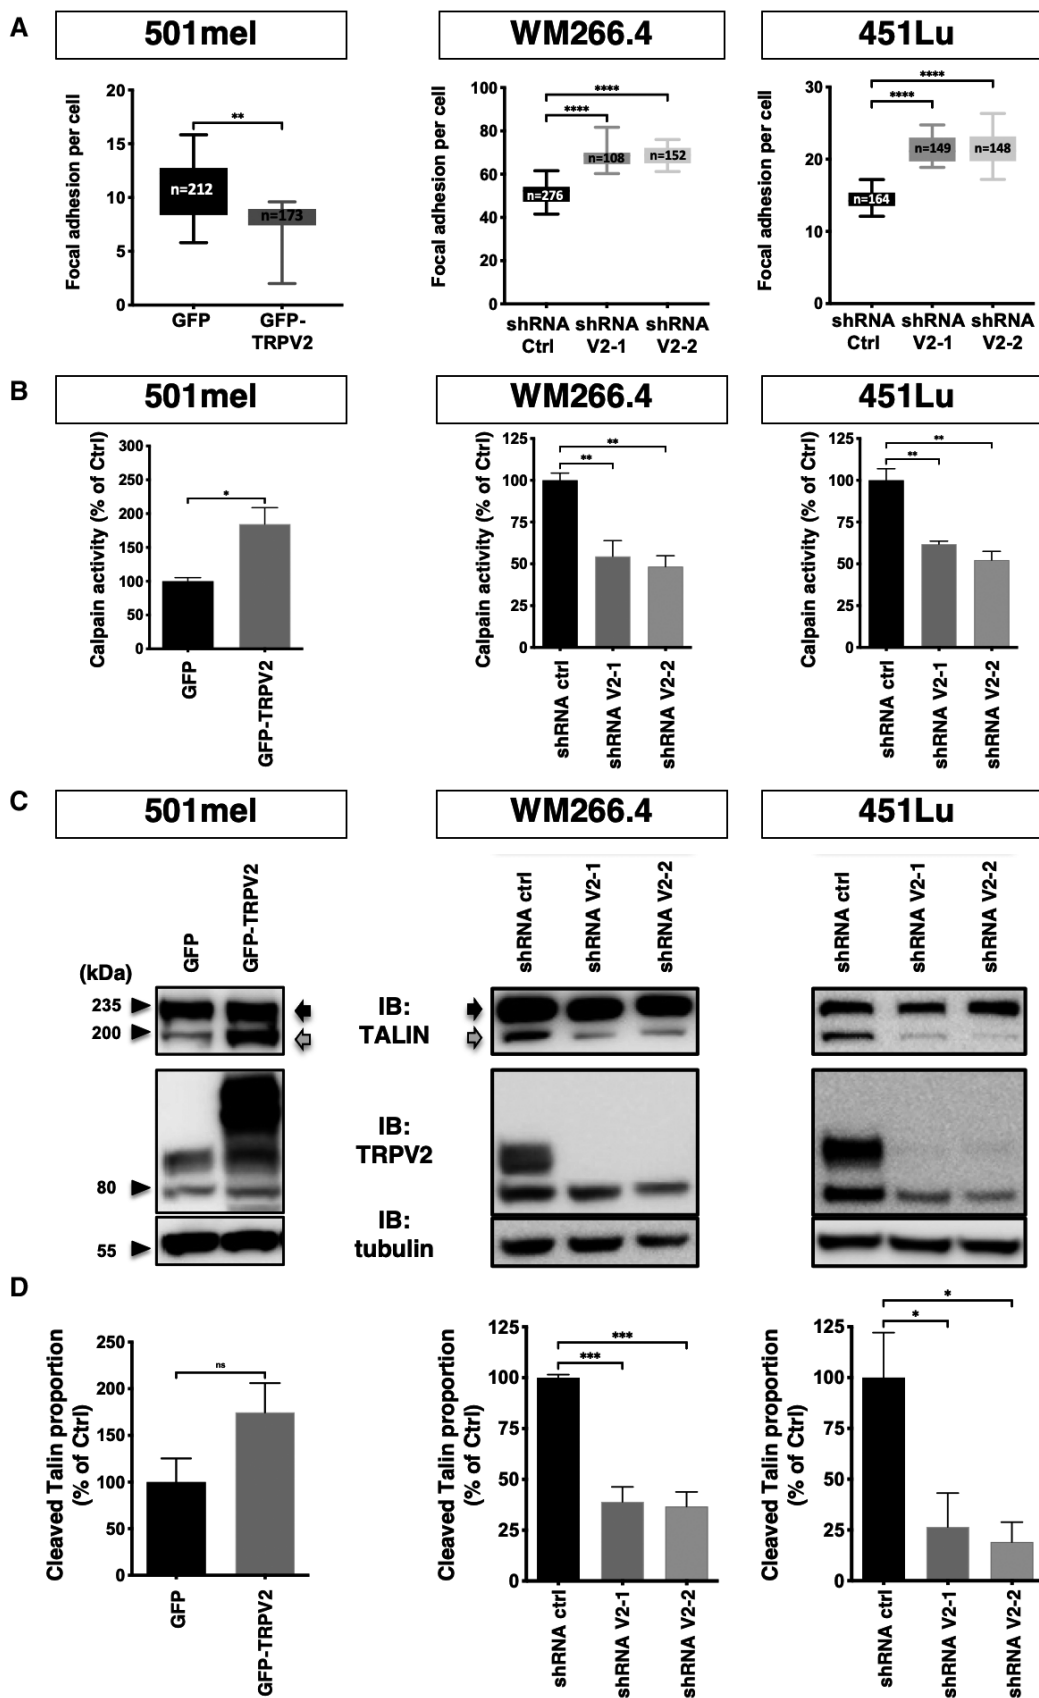 A
501mel
WM266.4
451Lu
Focal adhesion per cell
20
15
10
5
0
**
n=212
n=173
GFP
GFP-
TRPV2
Focal adhesion per cell
100
80
60
40
20
0
****
****
n=276
n=108
n=152
shRNA
Ctrl
shRNA
V2-1
shRNA
V2-2
Focal adhesion per cell
30
20
10
0
****
****
n=164
n=149
n=148
shRNA
Ctrl
shRNA
V2-1
shRNA
V2-2
B
501mel
WM266.4
451Lu
Calpain activity (% of Ctrl)
300
250
200
150
100
50
0
*
GFP
GFP-TRPV2
Calpain activity (% of Ctrl)
125
100
75
50
25
0
**
**
shRNA ctrl
shRNA V2-1
shRNA V2-2
Calpain activity (% of Ctrl)
125
100
75
50
25
0
**
**
shRNA ctrl
shRNA V2-1
shRNA V2-2
C
501mel
WM266.4
451Lu
GFP
GFP-TRPV2
shRNA ctrl
shRNA V2-1
shRNA V2-2
shRNA ctrl
shRNA V2-1
shRNA V2-2
(kDa)
235
200
80
55
IB:
TALIN
IB:
TRPV2
IB:
tubulin
D
Cleaved Talin proportion
(% of Ctrl)
250
200
150
100
50
0
ns
GFP
GFP-TRPV2
Cleaved Talin proportion
(% of Ctrl)
125
100
75
50
25
0
***
***
shRNA ctrl
shRNA V2-1
shRNA V2-2
Cleaved Talin proportion
(% of Ctrl)
125
100
75
50
25
0
*
*
shRNA ctrl
shRNA V2-1
shRNA V2-2